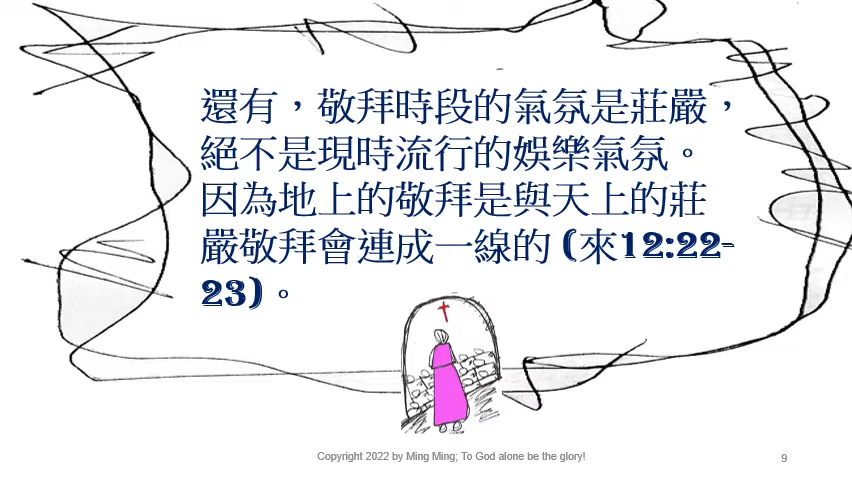 還有，敬拜時段的氣氛是莊嚴，
絕不是現時流行的娛樂氣氛。
因為地上的敬拜是與天上的莊
嚴敬拜會連成一線的 (來12:22-
23)。
Copyright 2022 by Ming Ming; To God alone be the glory!
9